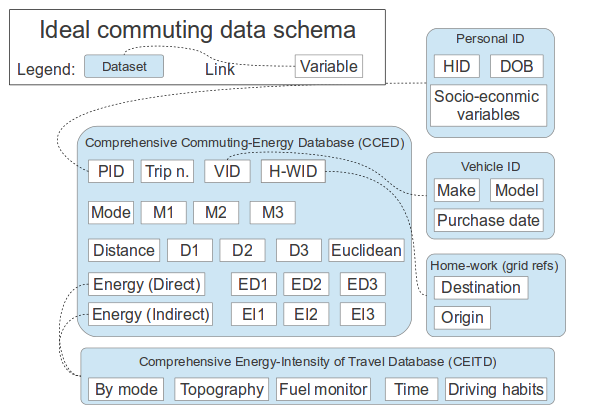 Ideal commuting data schema
Legend:
Dataset
Link
Variable
Personal ID
HID
DOB
Socio-econmic
variables
Comprehensive Commuting-Energy Database (CCED)
PID
Trip n.
VID
H-WID
Mode
M1
M2
M3
Distance
D1
D2
D3
Euclidean
Energy (Direct)
ED1
ED2
ED3
Energy (Indirect)
EI1
EI2
EI3
Vehicle ID
Make
Model
Purchase date
Home-work (grid refs)
Destination
Origin
Comprehensive Energy-Intensity of Travel Database (CEITD)
By mode
Topography
Fuel monitor
Time
Driving habits